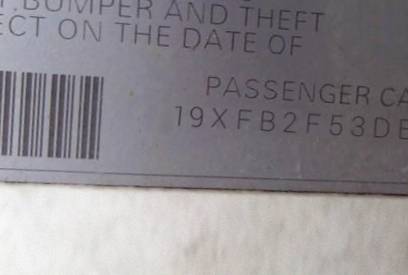 ,BUMPER AND THEFT
ECT ON THE DATE OF
PASSENGER CA
19XFB2F53DE